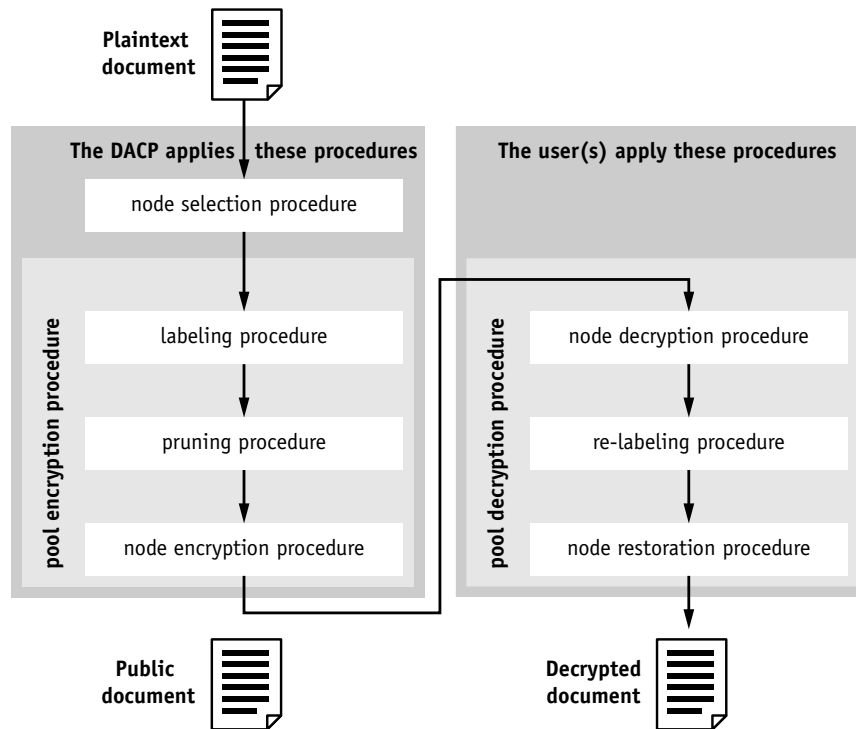 Plaintext
document
The DACP applies these procedures
node selection procedure
pool encryption procedure
labeling procedure
pruning procedure
node encryption procedure
Public
document
The user(s) apply these procedures
pool decryption procedure
node decryption procedure
re-labeling procedure
node restoration procedure
Decrypted
document